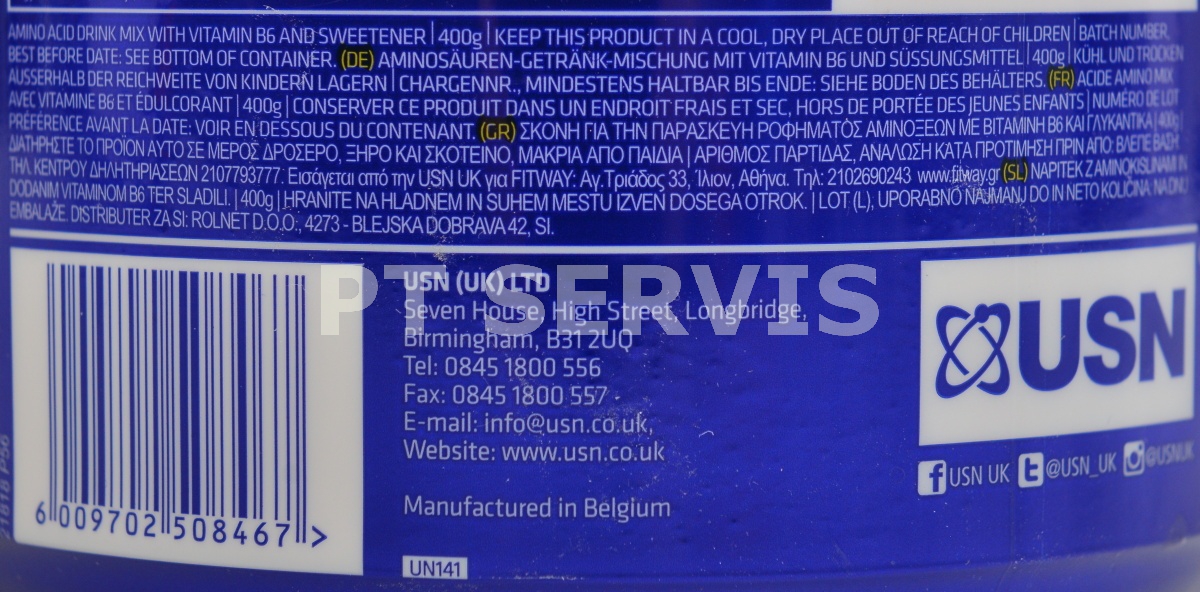 AMINO ACID DRINK MIX WITH VITAMIN B6 AND SWEETENER | 400g | KEEP THIS PRODUCT IN A COOL, DRY PLACE OUT OF REACH OF CHILDREN | BATCH NUMBER,
BEST BEFORE DATE: SEE BOTTOM OF CONTAINER. (DE) AMINOSÄUREN-GETRÄNK-MISCHUNG MIT VITAMIN B6 UND SÜSSUNGSMITTEL | 400g | KÜHL UND TROCKEN
AUSSERHALB DER REICHWEITE VON KINDERN LAGERN | CHARGENNR., MINDESTENS HALTBAR BIS ENDE: SIEHE BODEN DES BEHÄLTERS. (FR) ACIDE AMINO MIX
AVEC VITAMINE B6 ET ÉDULCORANT | 400g | CONSERVER CE PRODUIT DANS UN ENDROIT FRAIS ET SEC, HORS DE PORTÉE DES JEUNES ENFANTS | NUMÉRO DE LOT
PRÉFÉRENCE AVANT LA DATE: VOIR EN DESSOUS DU CONTENANT. (GR) ΣΚΟΝΗ ΓΙΑ ΤΗΝ ΠΑΡΑΣΚΕΥΗ ΡΟΦΗΜΑΤΟΣ ΑΜΙΝΟΞΕΩΝ ΜΕ ΒΙΤΑΜΙΝΗ Β6 ΚΑΙ ΓΛΥΚΑΝΤΙΚΑ | 400g |
ΔΙΑΤΗΡΗΣΤΕ ΤΟ ΠΡΟΪΟΝ ΑΥΤΟ ΣΕ ΜΕΡΟΣ ΔΡΟΣΕΡΟ, ΞΗΡΟ ΚΑΙ ΣΚΟΤΕΙΝΟ, ΜΑΚΡΙΑ ΑΠΟ ΠΑΙΔΙΑ | ΑΡΙΘΜΟΣ ΠΑΡΤΙΔΑΣ, ΑΝΑΛΩΣΗ ΚΑΤΑ ΠΡΟΤΙΜΗΣΗ ΠΡΙΝ ΑΠΟ: ΒΛΕΠΕ ΒΑΣΗ
ΤΗΛ. ΚΕΝΤΡΟΥ ΔΗΛΗΤΗΡΙΑΣΕΩΝ 2107793777. Εισάγεται από την USN UK για FITWAY: Αγ.Τριάδος 33, Ίλιον, Αθήνα. Τηλ: 2102690243 www.fitway.gr (SL) NAPITEK Z AMINOKISLINAMI IN
DODANIM VITAMINOM B6 TER SLADILI. | 400g | HRANITE NA HLADNEM IN SUHEM MESTU IZVEN DOSEGA OTROK. | LOT (L), UPORABNO NAJMANJ DO IN NETO KOLIČINA: NA DNU
EMBALAŽE. DISTRIBUTER ZA SI: ROLNET D.O.O., 4273 - BLEJSKA DOBRAVA 42, SI.
PT SERVIS
USN (UK) LTD
Seven House, High Street, Longbridge,
Birmingham, B31 2UQ
Tel: 0845 1800 556
Fax: 0845 1800 557
E-mail: info@usn.co.uk,
Website: www.usn.co.uk
Manufactured in Belgium
UN141
6 009702 508467 >
USN
USN UK @USN_UK @USNUK